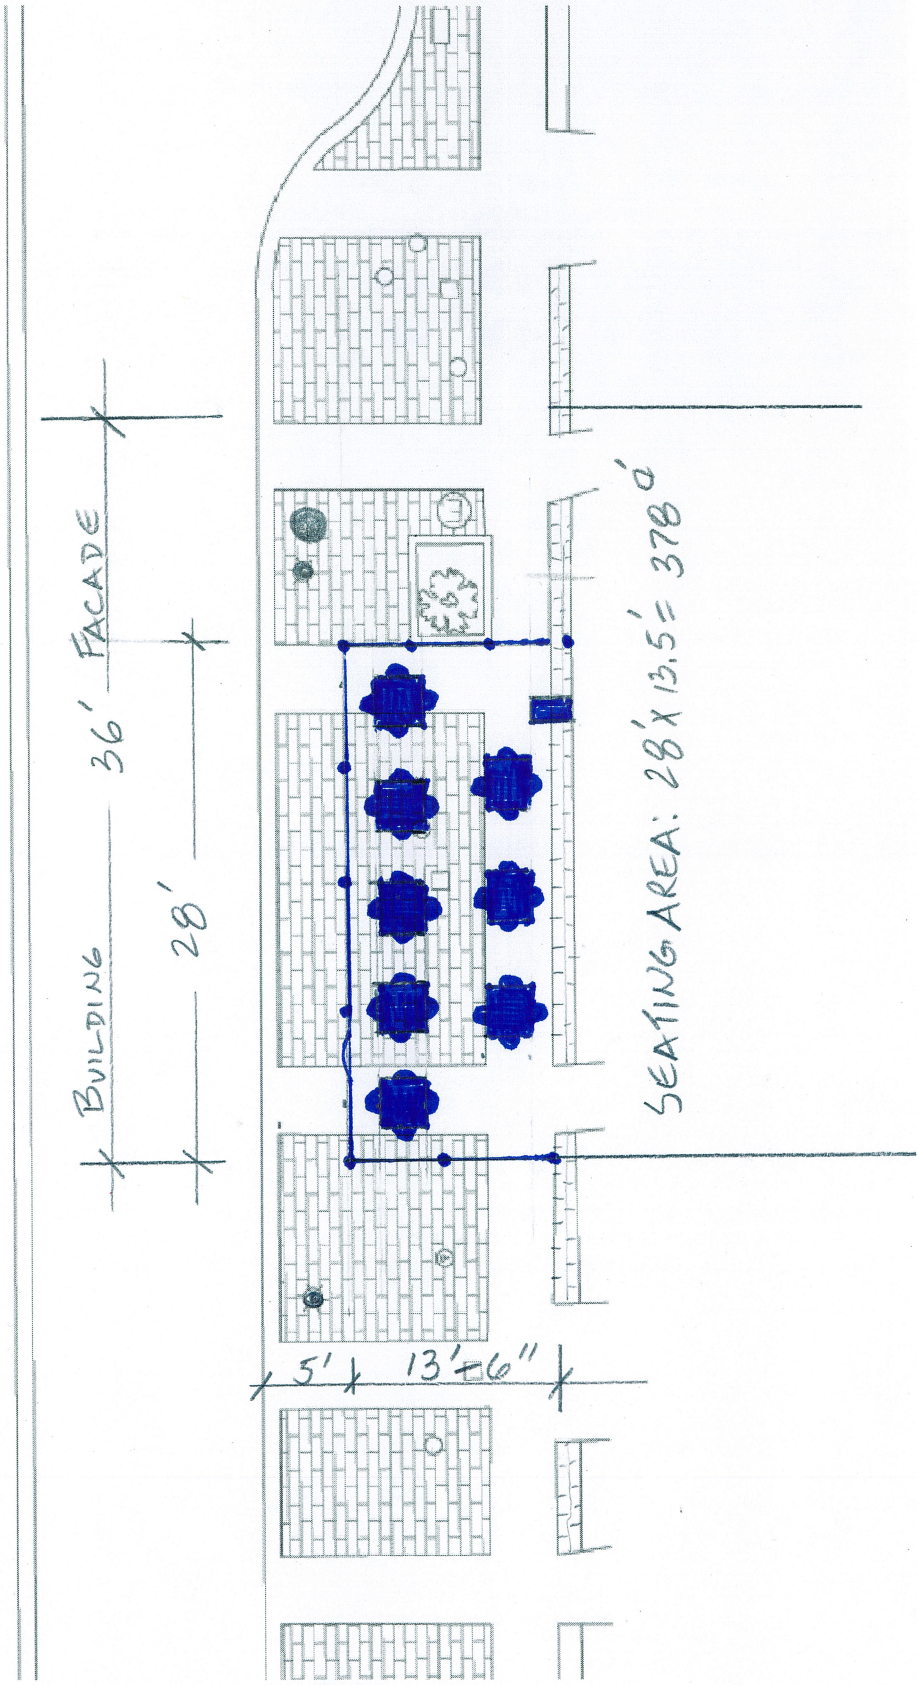 BUILDING 36' FACADE
28'
SEATING AREA: 28' X 13.5' = 378 ▯'
5' 13'-6"